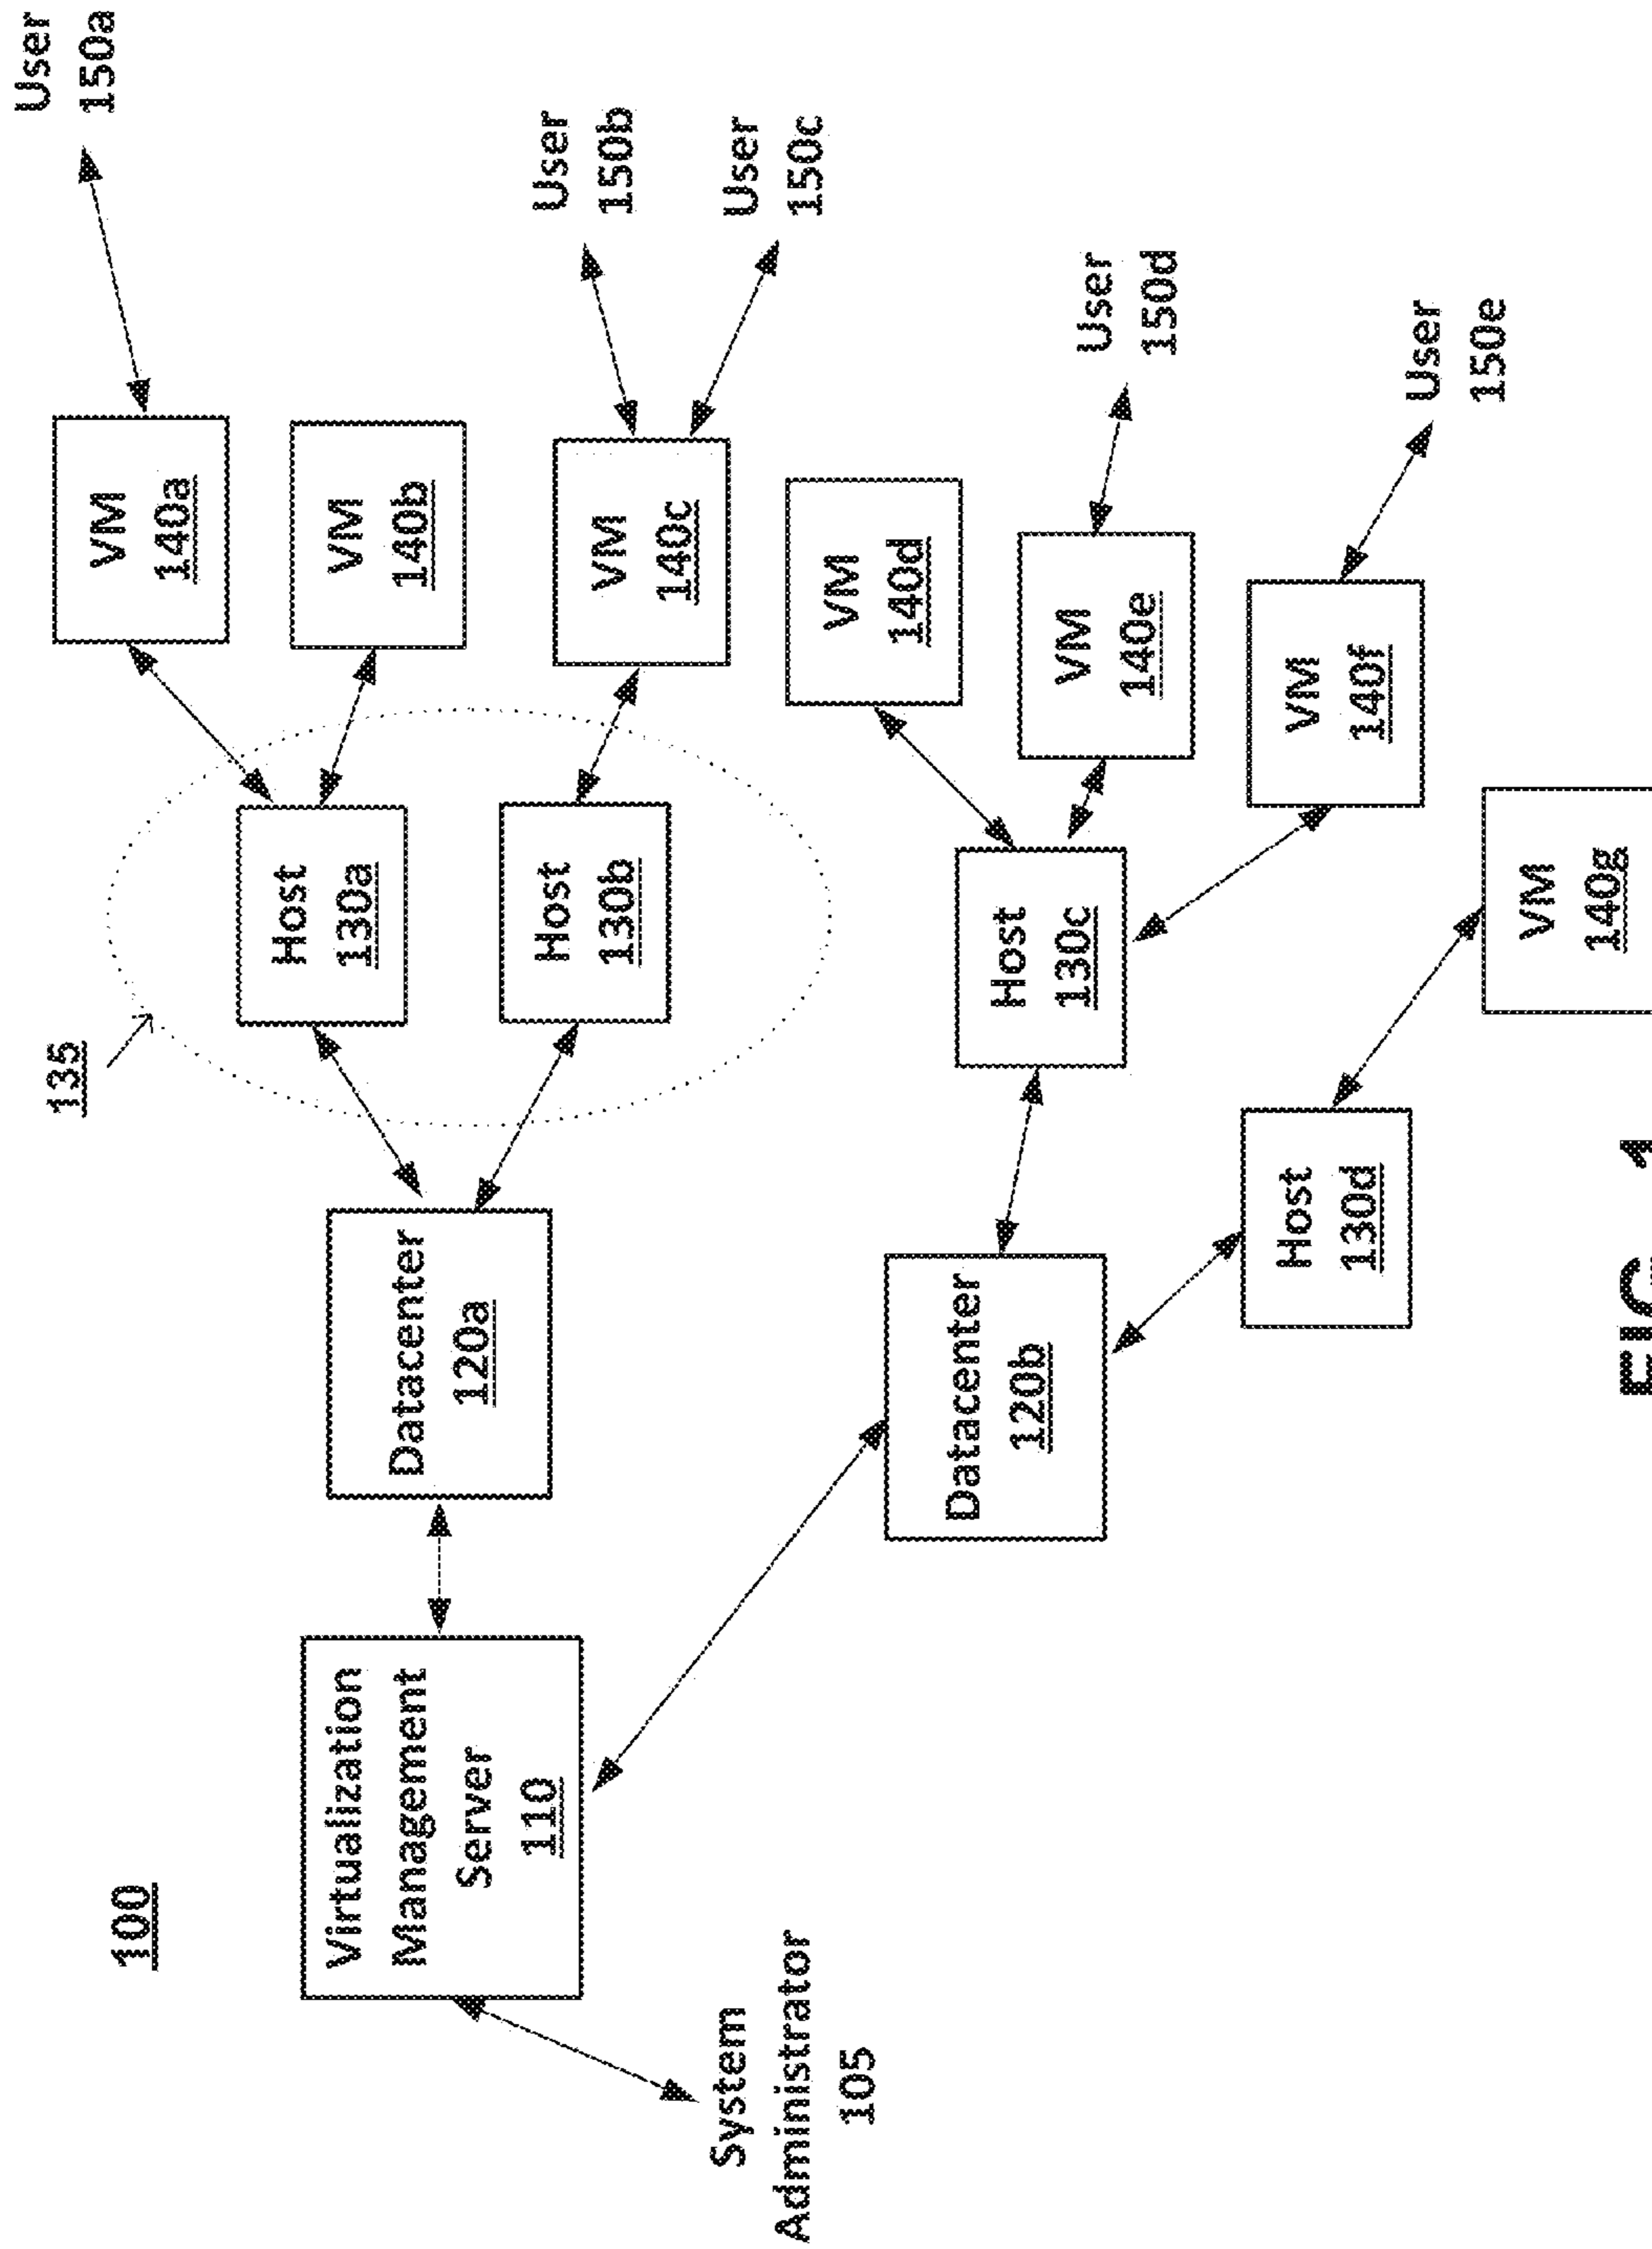 100
System
Administrator
105
Virtualization
Management
Server
110
Datacenter
120a
Datacenter
120b
135
Host
130a
Host
130b
Host
130c
Host
130d
VM
140a
VM
140b
VM
140c
VM
140d
VM
140e
VM
140f
VM
140g
User
150a
User
150b
User
150c
User
150d
User
150e
FIG. 1